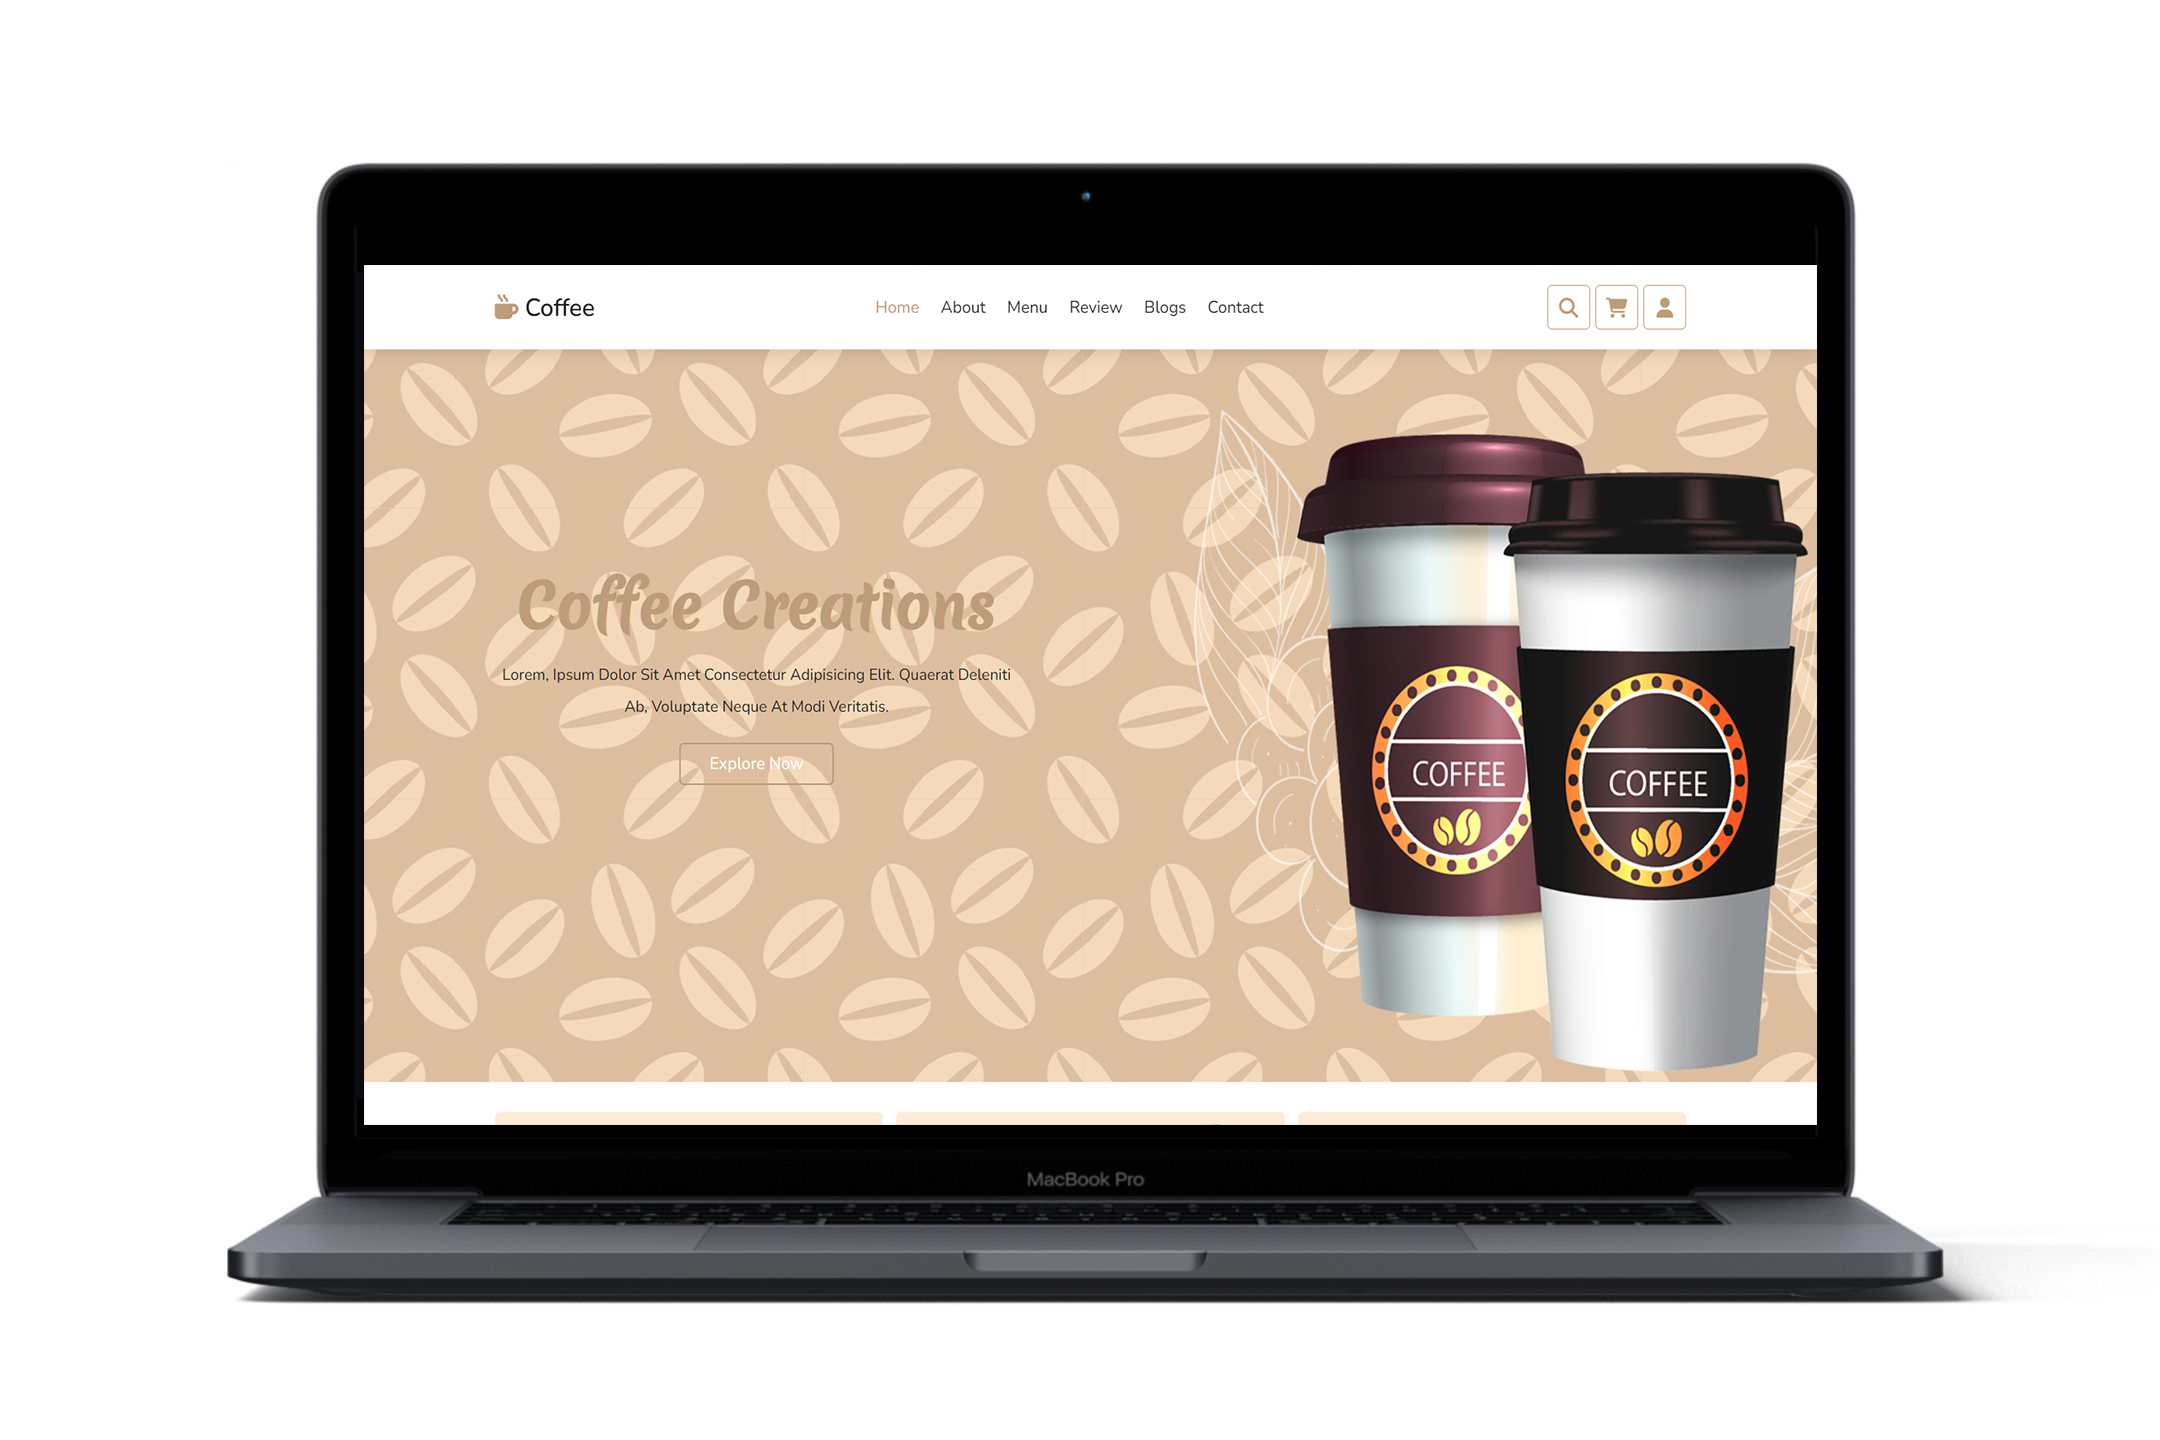 Coffee
Home About Menu Review Blogs Contact
Coffee Creations
Lorem, Ipsum Dolor Sit Amet Consectetur Adipisicing Elit. Quaerat Deleniti
Ab, Voluptate Neque At Modi Veritatis.
Explore Now
COFFEE
COFFEE
MacBook Pro